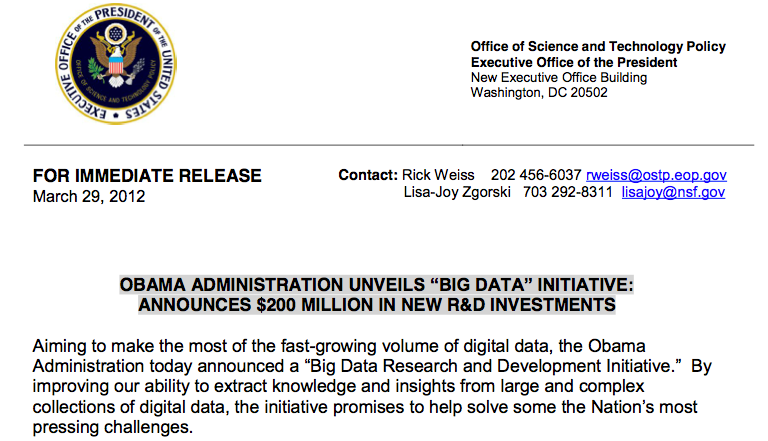 EXECUTIVE OFFICE OF THE PRESIDENT OF THE UNITED STATES
OFFICE OF SCIENCE AND TECHNOLOGY POLICY
Office of Science and Technology Policy
Executive Office of the President
New Executive Office Building
Washington, DC 20502
FOR IMMEDIATE RELEASE
March 29, 2012
Contact: Rick Weiss 202 456-6037 rweiss@ostp.eop.gov
Lisa-Joy Zgorski 703 292-8311 lisajoy@nsf.gov
OBAMA ADMINISTRATION UNVEILS “BIG DATA” INITIATIVE:
ANNOUNCES $200 MILLION IN NEW R&D INVESTMENTS
Aiming to make the most of the fast-growing volume of digital data, the Obama
Administration today announced a “Big Data Research and Development Initiative.” By
improving our ability to extract knowledge and insights from large and complex
collections of digital data, the initiative promises to help solve some the Nation’s most
pressing challenges.